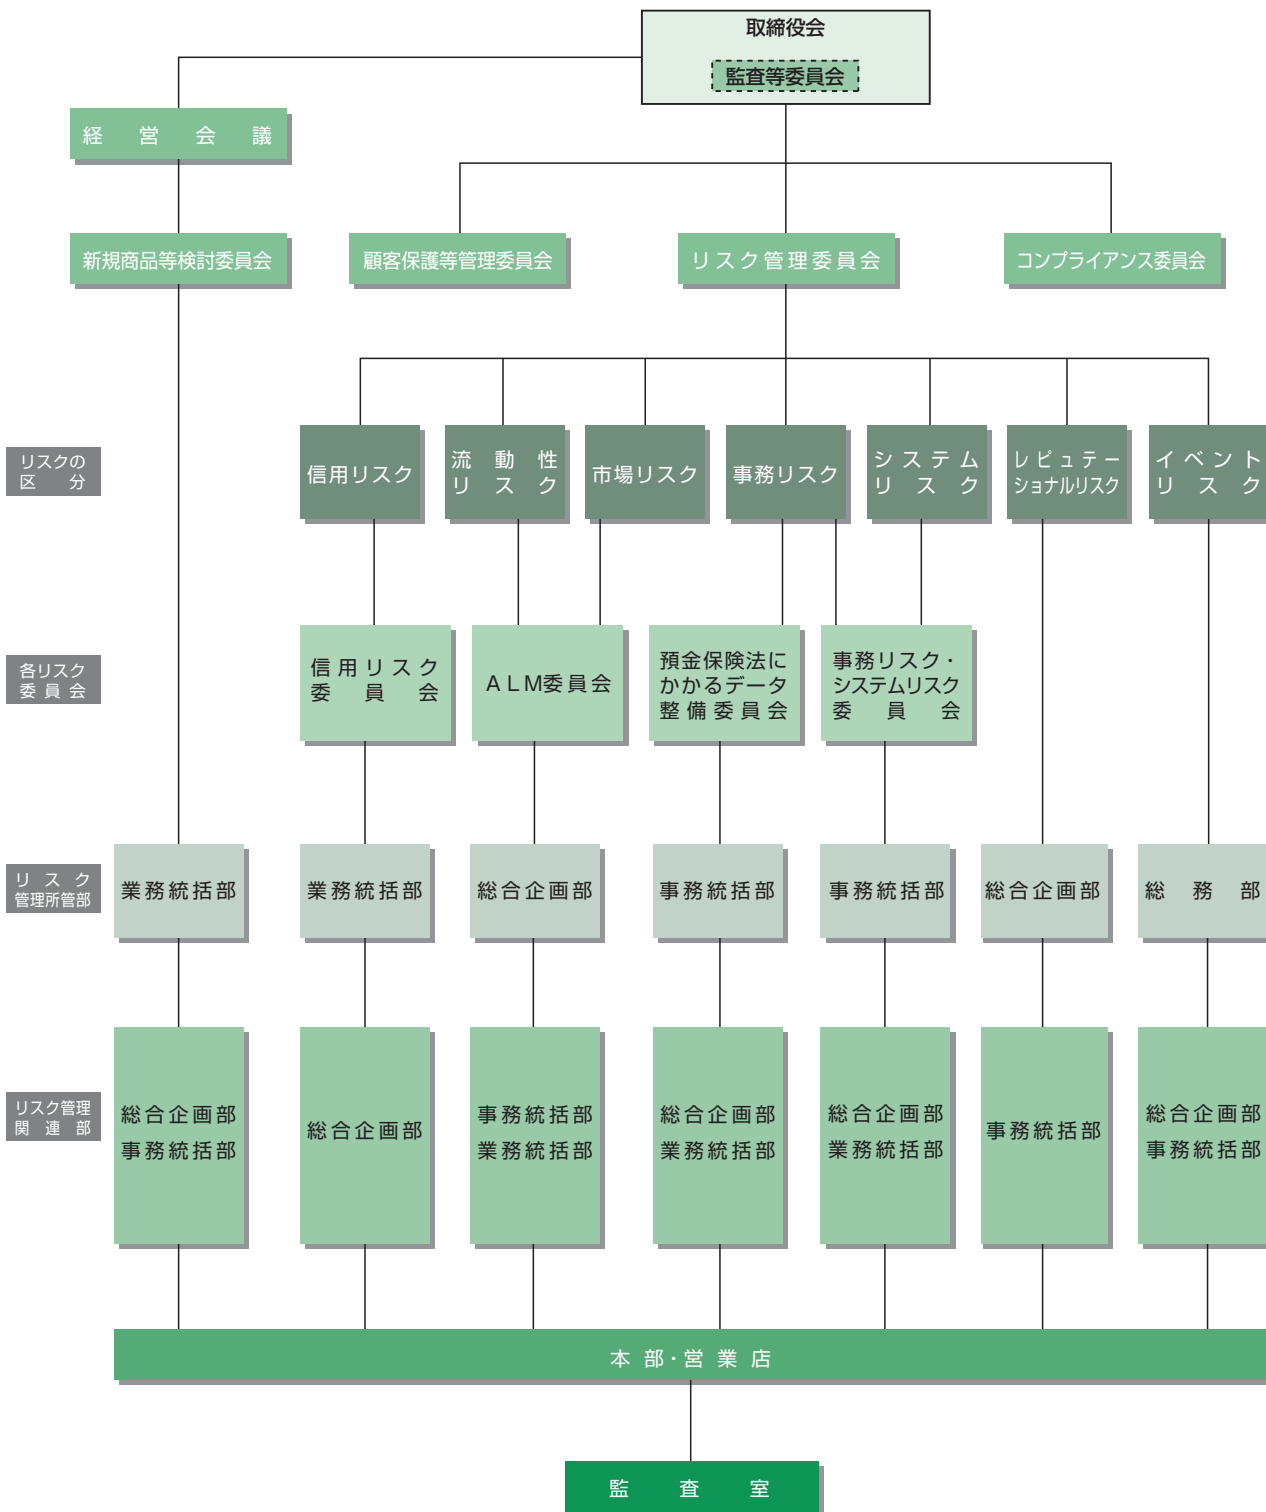 取締役会
監査等委員会
経営会議
新規商品等検討委員会
顧客保護等管理委員会
リスク管理委員会
コンプライアンス委員会
リスクの
区分
信用リスク
流動性
リスク
市場リスク
事務リスク
システム
リスク
レピュテー
ショナルリスク
イベント
リスク
各リスク
委員会
信用リスク
委員会
ALM委員会
預金保険法に
かかるデータ
整備委員会
事務リスク・
システムリスク
委員会
リスク
管理所管部
業務統括部
業務統括部
総合企画部
事務統括部
事務統括部
総合企画部
総務部
リスク管理
関連部
総合企画部
事務統括部
総合企画部
事務統括部
業務統括部
総合企画部
業務統括部
総合企画部
業務統括部
事務統括部
総合企画部
事務統括部
本部・営業店
監査室